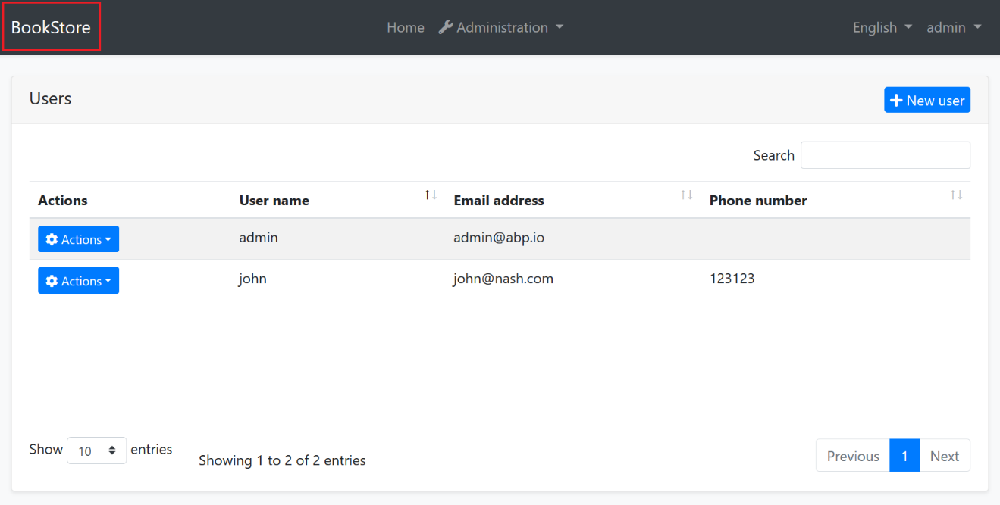 BookStore Home Administration English admin
Users New user
Search
Actions User name Email address Phone number
Actions admin admin@abp.io
Actions john john@nash.com 123123
Show 10 entries Showing 1 to 2 of 2 entries Previous 1 Next